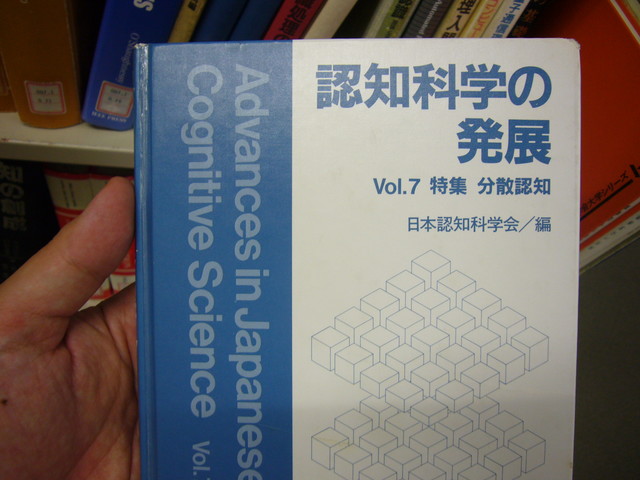 認知科学の
発展
Vol.7 特集 分散認知
日本認知科学会／編
Advances in Japanese
Cognitive Science Vol.